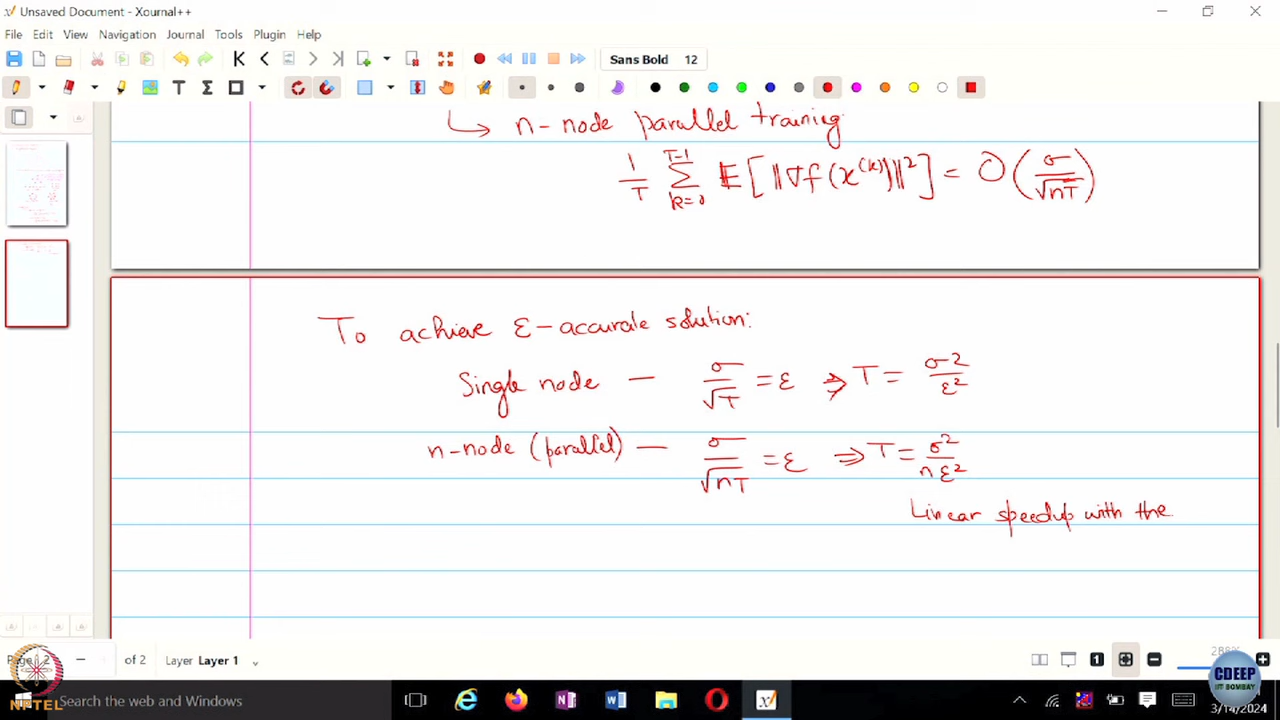 Unsaved Document - Xournal++
File Edit View Navigation Journal Tools Plugin Help
Sans Bold 12
↳ n-node parallel training
1/T Σ_{k=0}^{T-1} E[‖∇f(x^{(k)})‖²] = O(σ/√nT)
To achieve ε-accurate solution:
Single node — σ/√T = ε ⇒ T = σ2/ε²
n-node (parallel) — σ/√nT = ε ⇒ T = σ²/nε²
Linear speedup with the
of 2 Layer Layer 1
288%
CDEEP
IIT BOMBAY
NPTEL
Search the web and Windows
3/14/2024